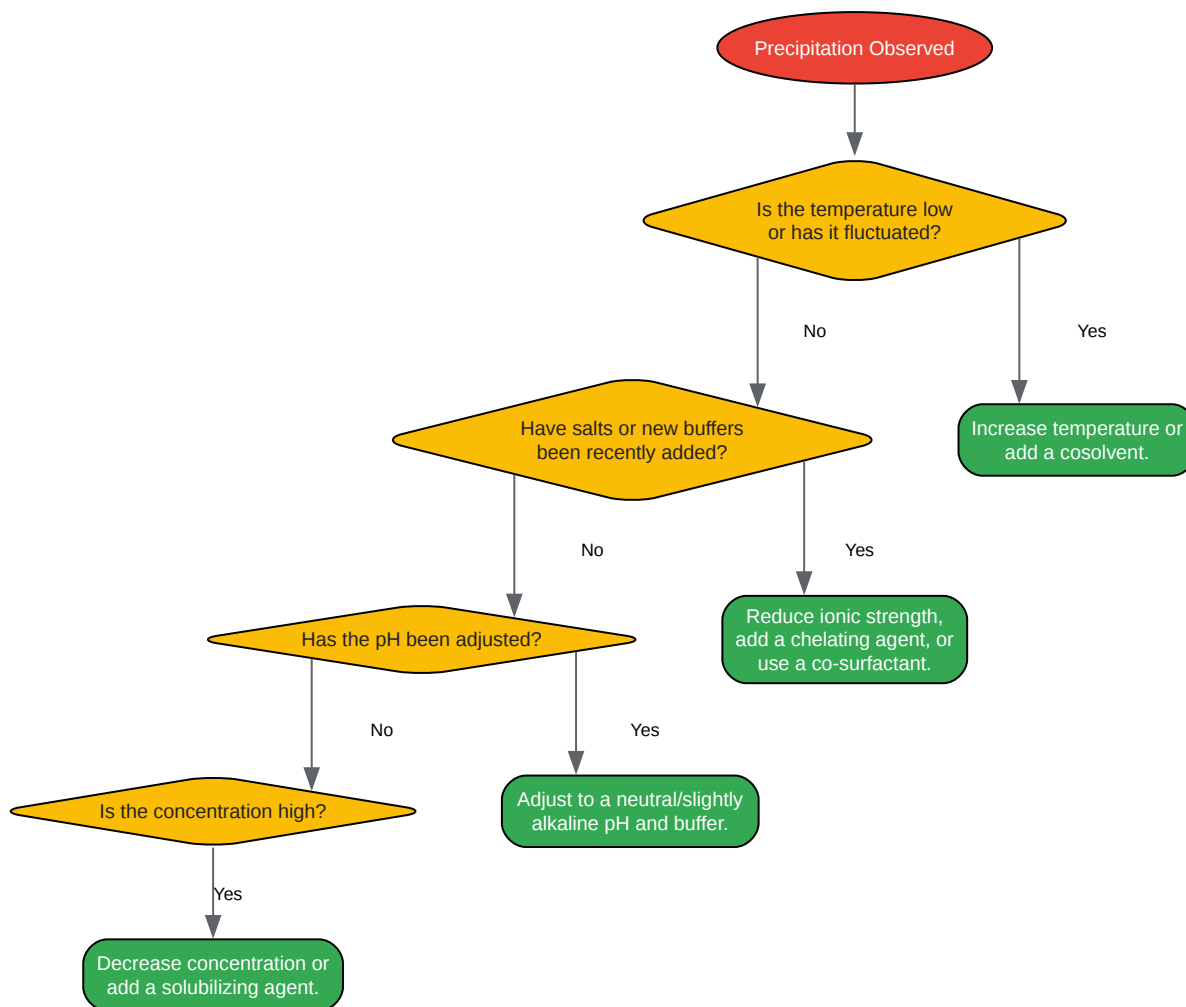 Precipitation Observed
Is the temperature low
or has it fluctuated?
No
Yes
Have salts or new buffers
been recently added?
Increase temperature or
add a cosolvent.
No
Yes
Has the pH been adjusted?
Reduce ionic strength,
add a chelating agent, or
use a co-surfactant.
No
Yes
Is the concentration high?
Adjust to a neutral/slightly
alkaline pH and buffer.
Yes
Decrease concentration or
add a solubilizing agent.